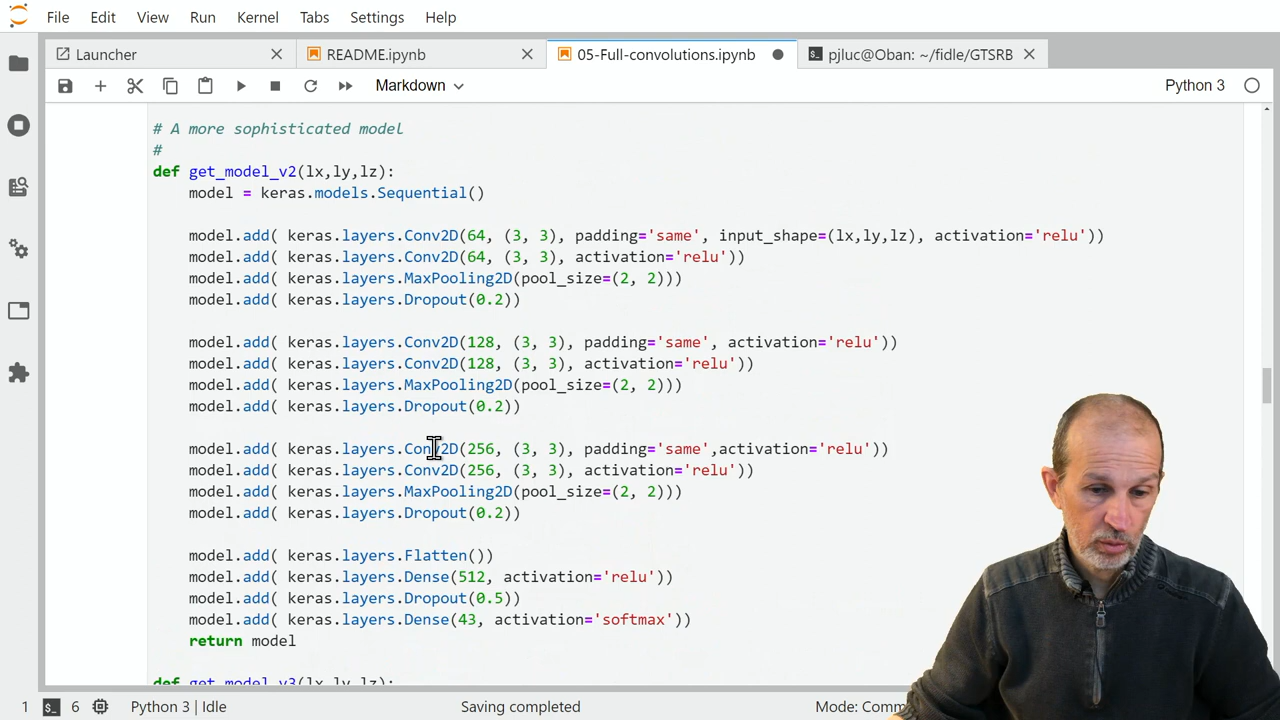 File Edit View Run Kernel Tabs Settings Help
Launcher README.ipynb 05-Full-convolutions.ipynb pjluc@Oban: ~/fidle/GTSRB
Markdown Python 3
# A more sophisticated model
#
def get_model_v2(lx,ly,lz):
model = keras.models.Sequential()
model.add( keras.layers.Conv2D(64, (3, 3), padding='same', input_shape=(lx,ly,lz), activation='relu'))
model.add( keras.layers.Conv2D(64, (3, 3), activation='relu'))
model.add( keras.layers.MaxPooling2D(pool_size=(2, 2)))
model.add( keras.layers.Dropout(0.2))
model.add( keras.layers.Conv2D(128, (3, 3), padding='same', activation='relu'))
model.add( keras.layers.Conv2D(128, (3, 3), activation='relu'))
model.add( keras.layers.MaxPooling2D(pool_size=(2, 2)))
model.add( keras.layers.Dropout(0.2))
model.add( keras.layers.Conv2D(256, (3, 3), padding='same',activation='relu'))
model.add( keras.layers.Conv2D(256, (3, 3), activation='relu'))
model.add( keras.layers.MaxPooling2D(pool_size=(2, 2)))
model.add( keras.layers.Dropout(0.2))
model.add( keras.layers.Flatten())
model.add( keras.layers.Dense(512, activation='relu'))
model.add( keras.layers.Dropout(0.5))
model.add( keras.layers.Dense(43, activation='softmax'))
return model
def get_model_v3(lx,ly,lz):
1 6 Python 3 | Idle Saving completed Mode: Comm